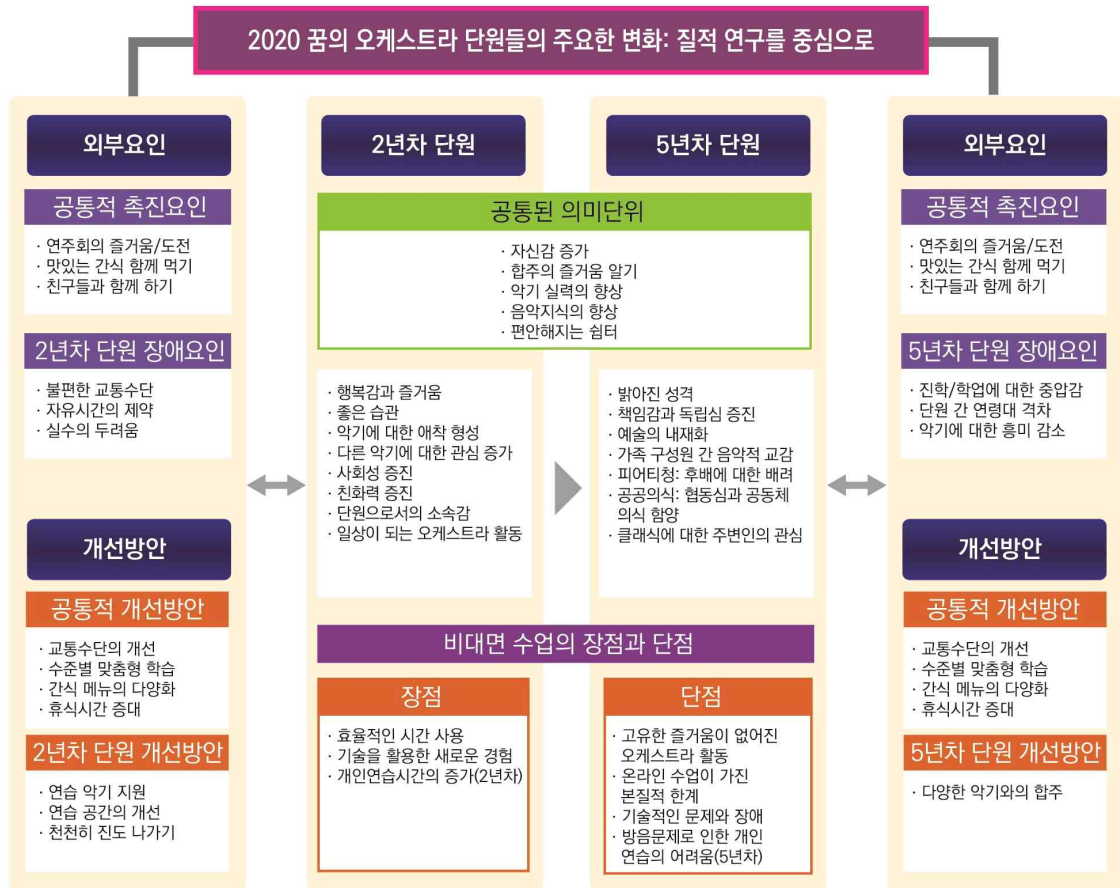 2020 꿈의 오케스트라 단원들의 주요한 변화: 질적 연구를 중심으로
외부요인
공통적 촉진요인
· 연주회의 즐거움/도전
· 맛있는 간식 함께 먹기
· 친구들과 함께 하기
2년차 단원 장애요인
· 불편한 교통수단
· 자유시간의 제약
· 실수의 두려움
개선방안
공통적 개선방안
· 교통수단의 개선
· 수준별 맞춤형 학습
· 간식 메뉴의 다양화
· 휴식시간 증대
2년차 단원 개선방안
· 연습 악기 지원
· 연습 공간의 개선
· 천천히 진도 나가기
2년차 단원
5년차 단원
공통된 의미단위
· 자신감 증가
· 합주의 즐거움 알기
· 악기 실력의 향상
· 음악지식의 향상
· 편안해지는 쉼터
· 행복감과 즐거움
· 좋은 습관
· 악기에 대한 애착 형성
· 다른 악기에 대한 관심 증가
· 사회성 증진
· 친화력 증진
· 단원으로서의 소속감
· 일상이 되는 오케스트라 활동
· 밝아진 성격
· 책임감과 독립심 증진
· 예술의 내재화
· 가족 구성원 간 음악적 교감
· 피어티청: 후배에 대한 배려
· 공공의식: 협동심과 공동체
의식 함양
· 클래식에 대한 주변인의 관심
비대면 수업의 장점과 단점
장점
· 효율적인 시간 사용
· 기술을 활용한 새로운 경험
· 개인연습시간의 증가(2년차)
단점
· 고유한 즐거움이 없어진
오케스트라 활동
· 온라인 수업이 가진
본질적 한계
· 기술적인 문제와 장애
· 방음문제로 인한 개인
연습의 어려움(5년차)
외부요인
공통적 촉진요인
· 연주회의 즐거움/도전
· 맛있는 간식 함께 먹기
· 친구들과 함께 하기
5년차 단원 장애요인
· 진학/학업에 대한 중압감
· 단원 간 연령대 격차
· 악기에 대한 흥미 감소
개선방안
공통적 개선방안
· 교통수단의 개선
· 수준별 맞춤형 학습
· 간식 메뉴의 다양화
· 휴식시간 증대
5년차 단원 개선방안
· 다양한 악기와의 합주